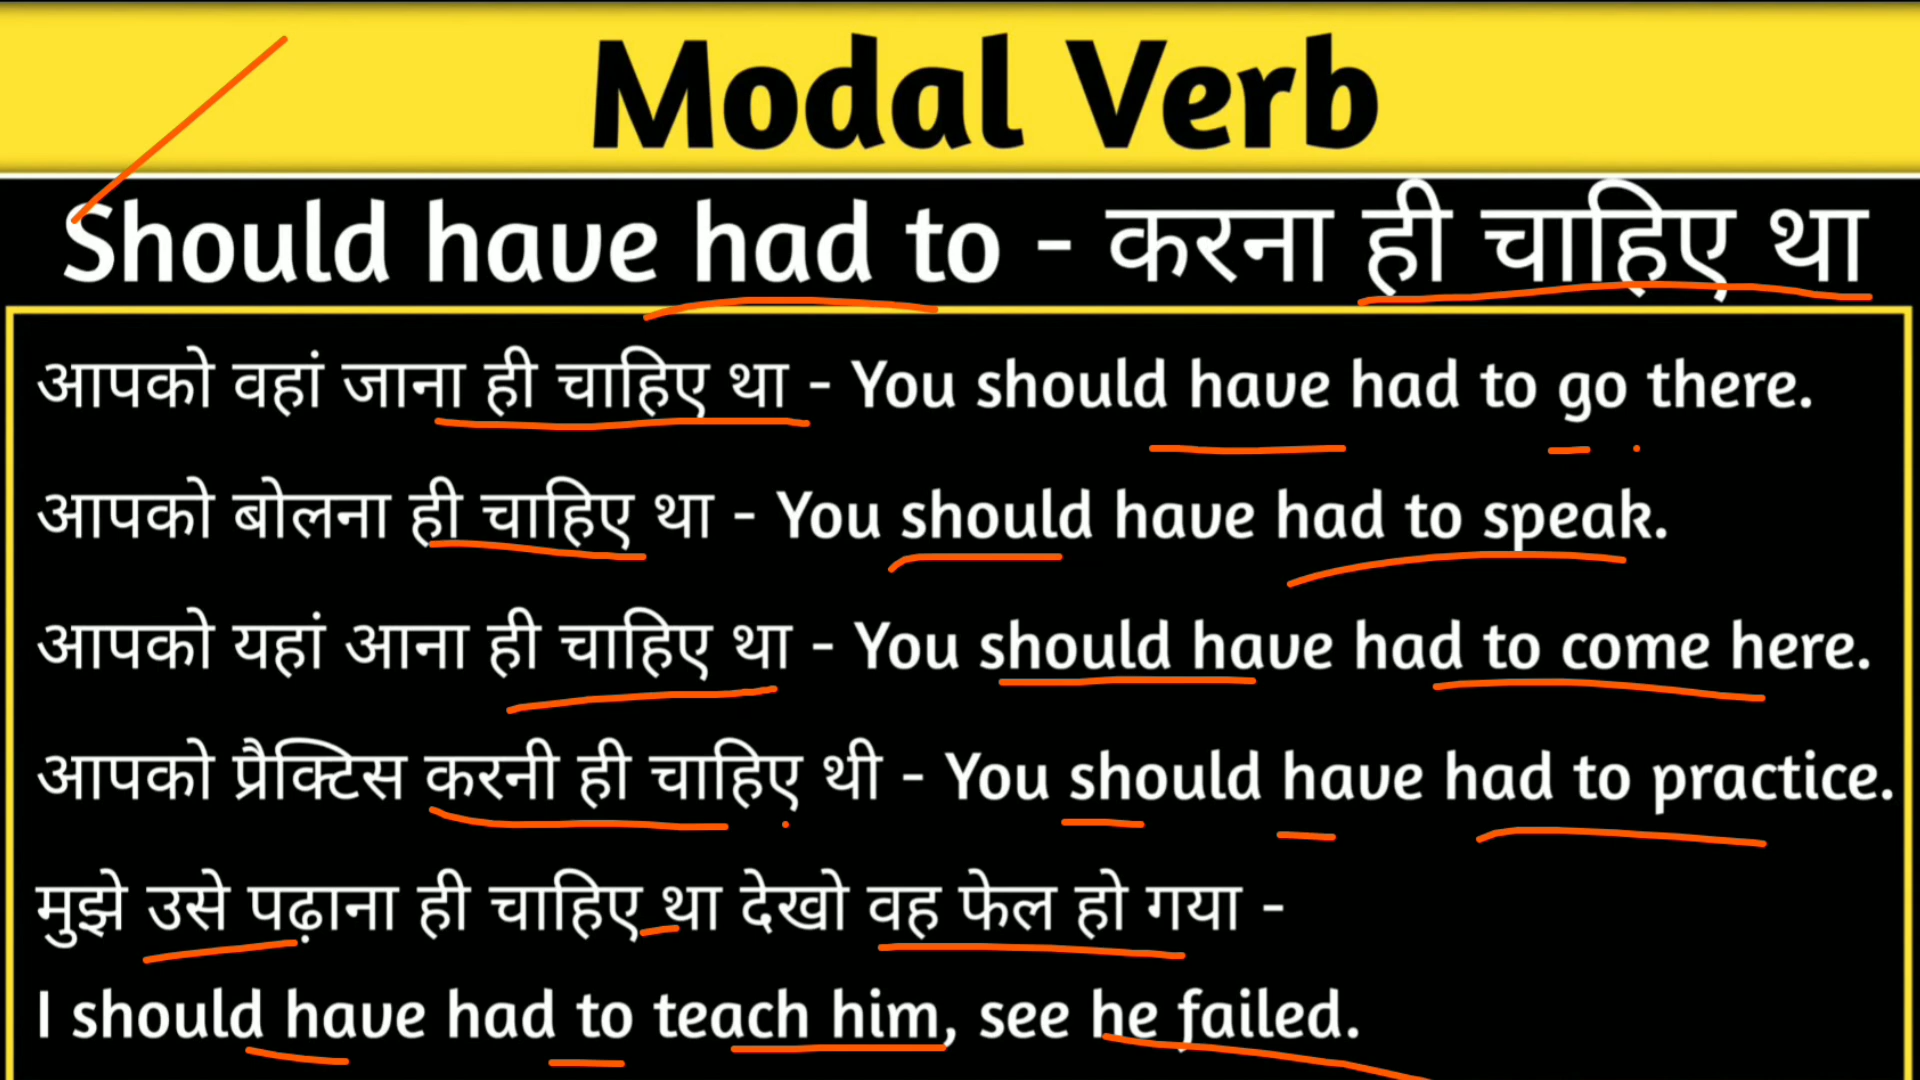 Modal Verb
Should have had to - करना ही चाहिए था
आपको वहां जाना ही चाहिए था - You should have had to go there.
आपको बोलना ही चाहिए था - You should have had to speak.
आपको यहां आना ही चाहिए था - You should have had to come here.
आपको प्रैक्टिस करनी ही चाहिए थी - You should have had to practice.
मुझे उसे पढ़ाना ही चाहिए था देखो वह फेल हो गया -
I should have had to teach him, see he failed.